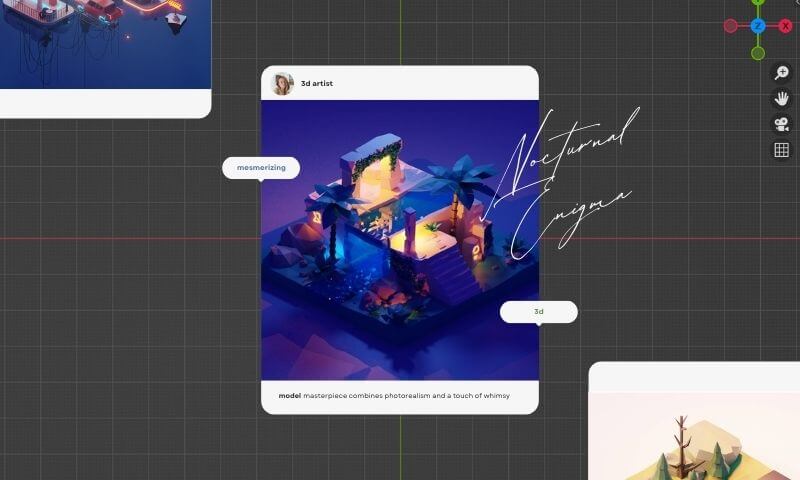 3d artist
mesmerizing
Nocturnal
Enigma
3d
model masterpiece combines photorealism and a touch of whimsy
Z
X